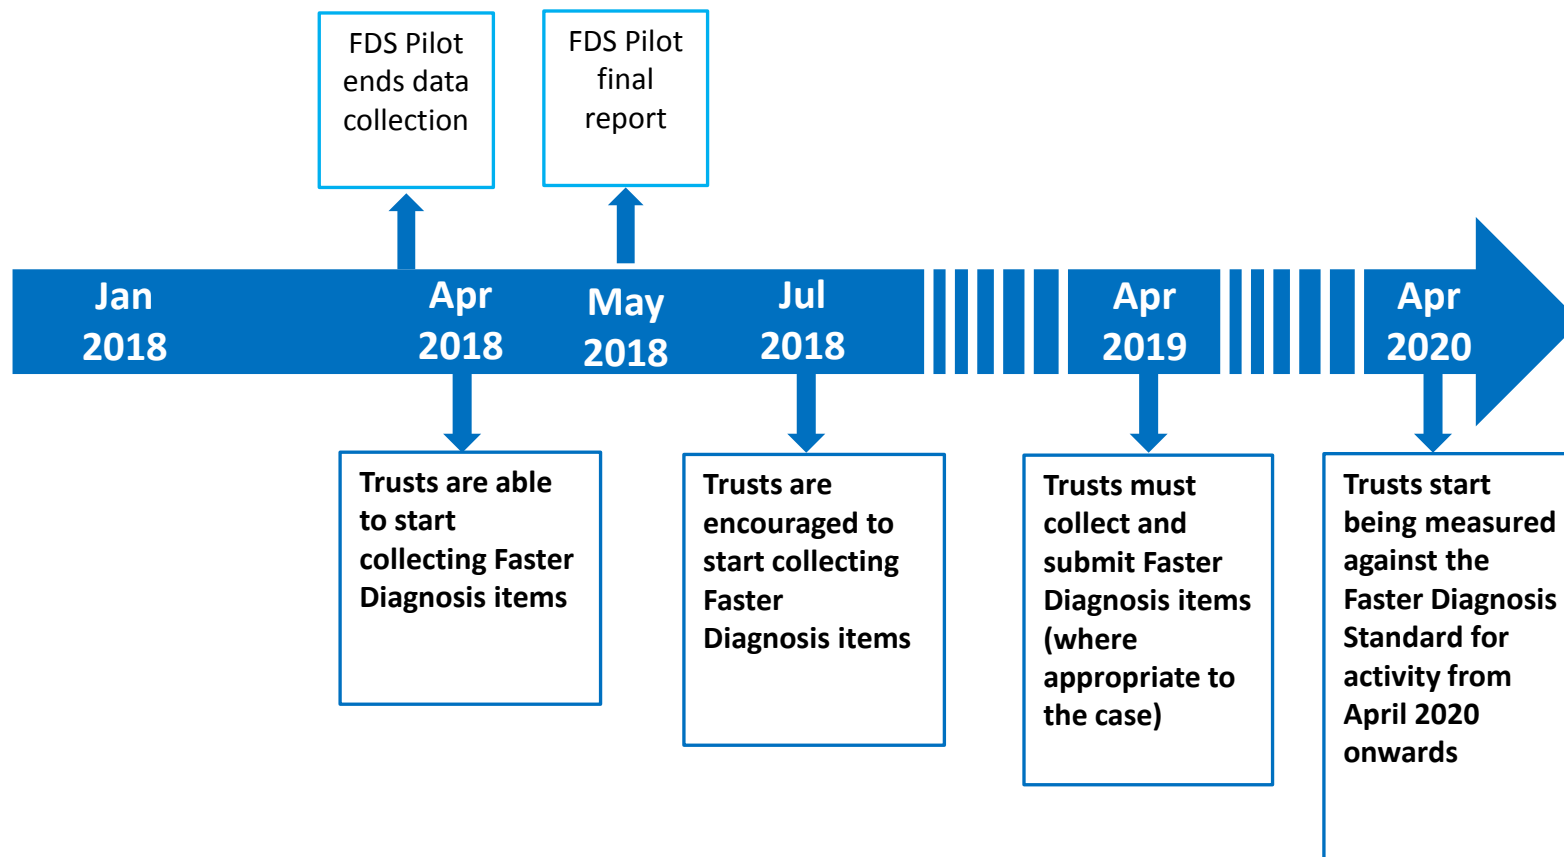 FDS Pilot
ends data
collection
FDS Pilot
final
report
Jan
2018
Apr
2018
May
2018
Jul
2018
Apr
2019
Apr
2020
Trusts are able
to start
collecting Faster
Diagnosis items
Trusts are
encouraged to
start collecting
Faster
Diagnosis items
Trusts must
collect and
submit Faster
Diagnosis items
(where
appropriate to
the case)
Trusts start
being measured
against the
Faster Diagnosis
Standard for
activity from
April 2020
onwards